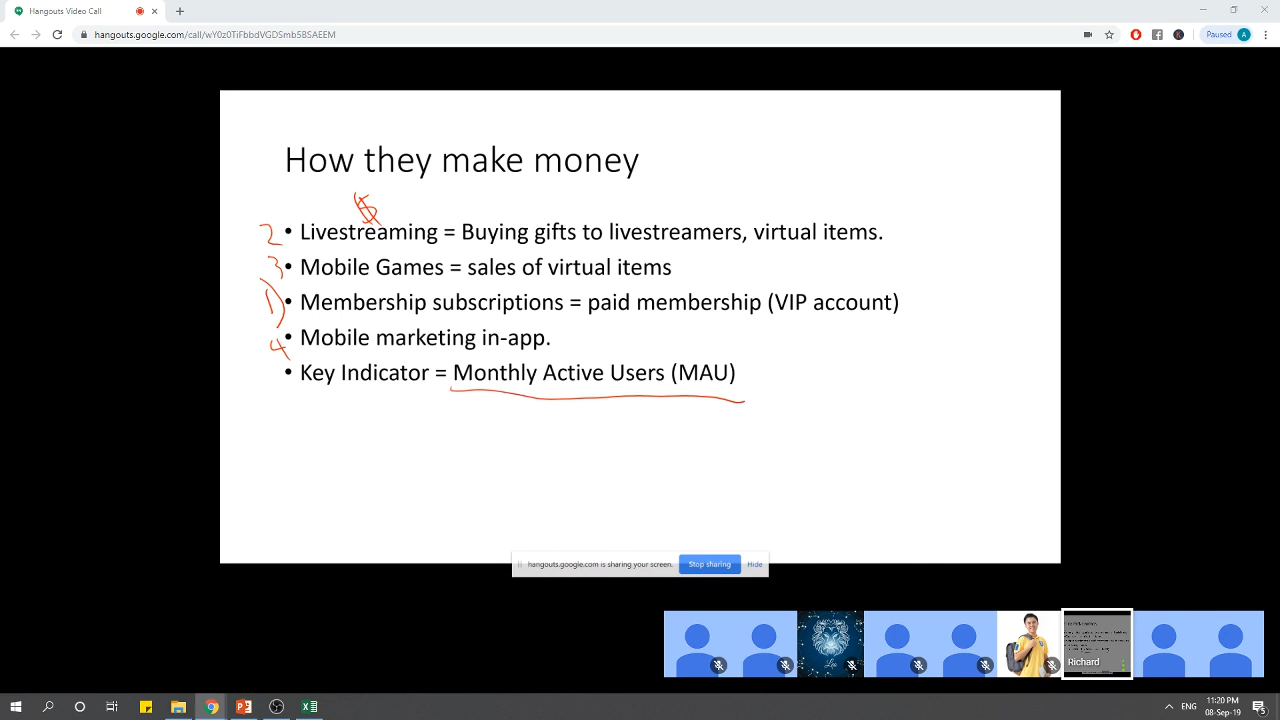 Hangouts Video Call
hangouts.google.com/call/wY0z0TiFbbdVGDSmb5BSAEEM
Paused
A
How they make money
$
2 • Livestreaming = Buying gifts to livestreamers, virtual items.
3 • Mobile Games = sales of virtual items
1) • Membership subscriptions = paid membership (VIP account)
4 • Mobile marketing in-app.
• Key Indicator = Monthly Active Users (MAU)
hangouts.google.com is sharing your screen. Stop sharing Hide
Leo
Richard
ENG
11:20 PM
08-Sep-19